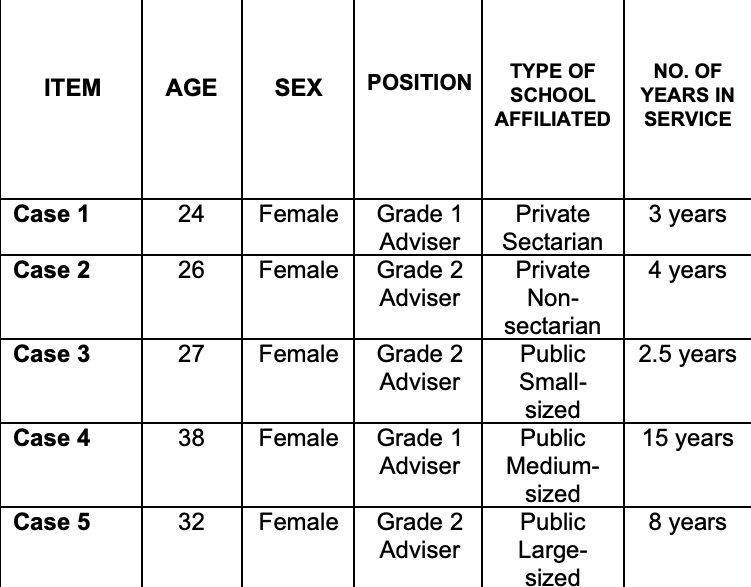 ITEM AGE SEX POSITION TYPE OF SCHOOL AFFILIATED NO. OF YEARS IN SERVICE
Case 1 24 Female Grade 1 Adviser Private Sectarian 3 years
Case 2 26 Female Grade 2 Adviser Private Non-sectarian 4 years
Case 3 27 Female Grade 2 Adviser Public Small-sized 2.5 years
Case 4 38 Female Grade 1 Adviser Public Medium-sized 15 years
Case 5 32 Female Grade 2 Adviser Public Large-sized 8 years